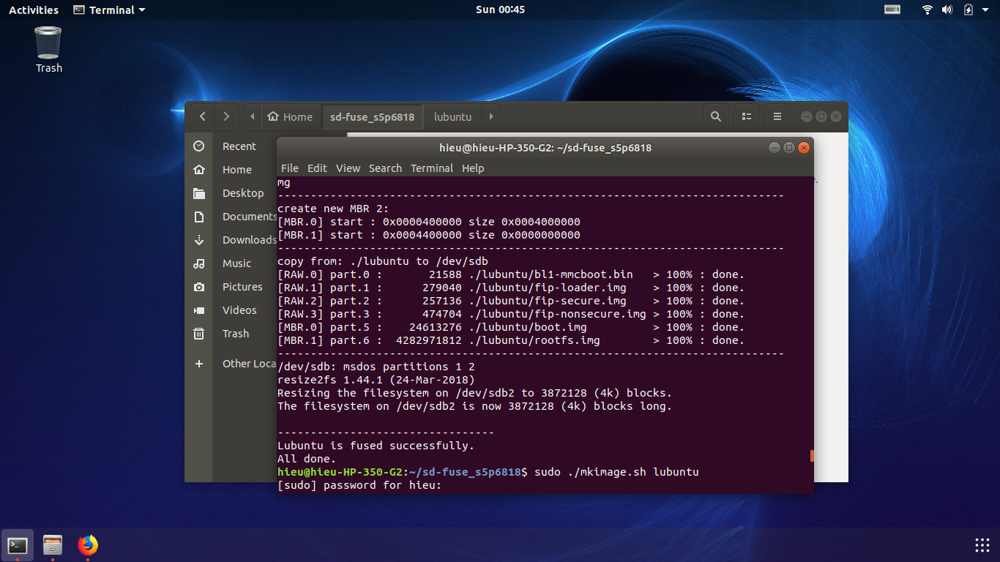 Activities Terminal Sun 00:45
Trash
Home sd-fuse_s5p6818 lubuntu
Recent
Home
Desktop
Documents
Downloads
Music
Pictures
Videos
Trash
Other Loca
hieu@hieu-HP-350-G2: ~/sd-fuse_s5p6818
File Edit View Search Terminal Help
mg
---------------------------------------------------------------------------
create new MBR 2:
[MBR.0] start : 0x0000400000 size 0x0004000000
[MBR.1] start : 0x0004400000 size 0x0000000000
---------------------------------------------------------------------------
copy from: ./lubuntu to /dev/sdb
[RAW.0] part.0 :       21588 ./lubuntu/bl1-mmcboot.bin   > 100% : done.
[RAW.1] part.1 :      279040 ./lubuntu/fip-loader.img    > 100% : done.
[RAW.2] part.2 :      257136 ./lubuntu/fip-secure.img    > 100% : done.
[RAW.3] part.3 :      474704 ./lubuntu/fip-nonsecure.img > 100% : done.
[MBR.0] part.5 :    24613276 ./lubuntu/boot.img          > 100% : done.
[MBR.1] part.6 :  4282971812 ./lubuntu/rootfs.img        > 100% : done.
---------------------------------------------------------------------------
/dev/sdb: msdos partitions 1 2
resize2fs 1.44.1 (24-Mar-2018)
Resizing the filesystem on /dev/sdb2 to 3872128 (4k) blocks.
The filesystem on /dev/sdb2 is now 3872128 (4k) blocks long.
---------------------------------
Lubuntu is fused successfully.
All done.
hieu@hieu-HP-350-G2:~/sd-fuse_s5p6818$ sudo ./mkimage.sh lubuntu
[sudo] password for hieu: